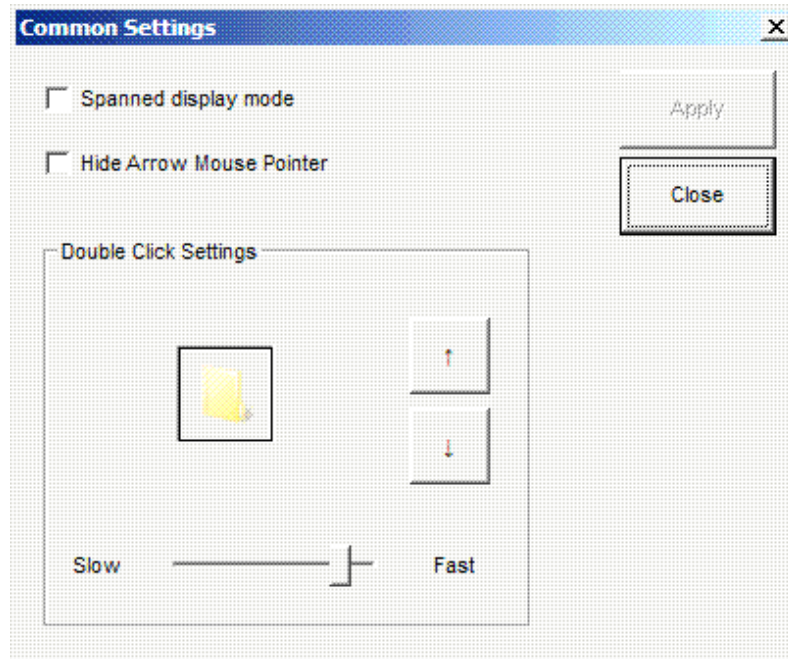 Common Settings
Spanned display mode
Apply
Hide Arrow Mouse Pointer
Close
Double Click Settings
↑
↓
Slow Fast